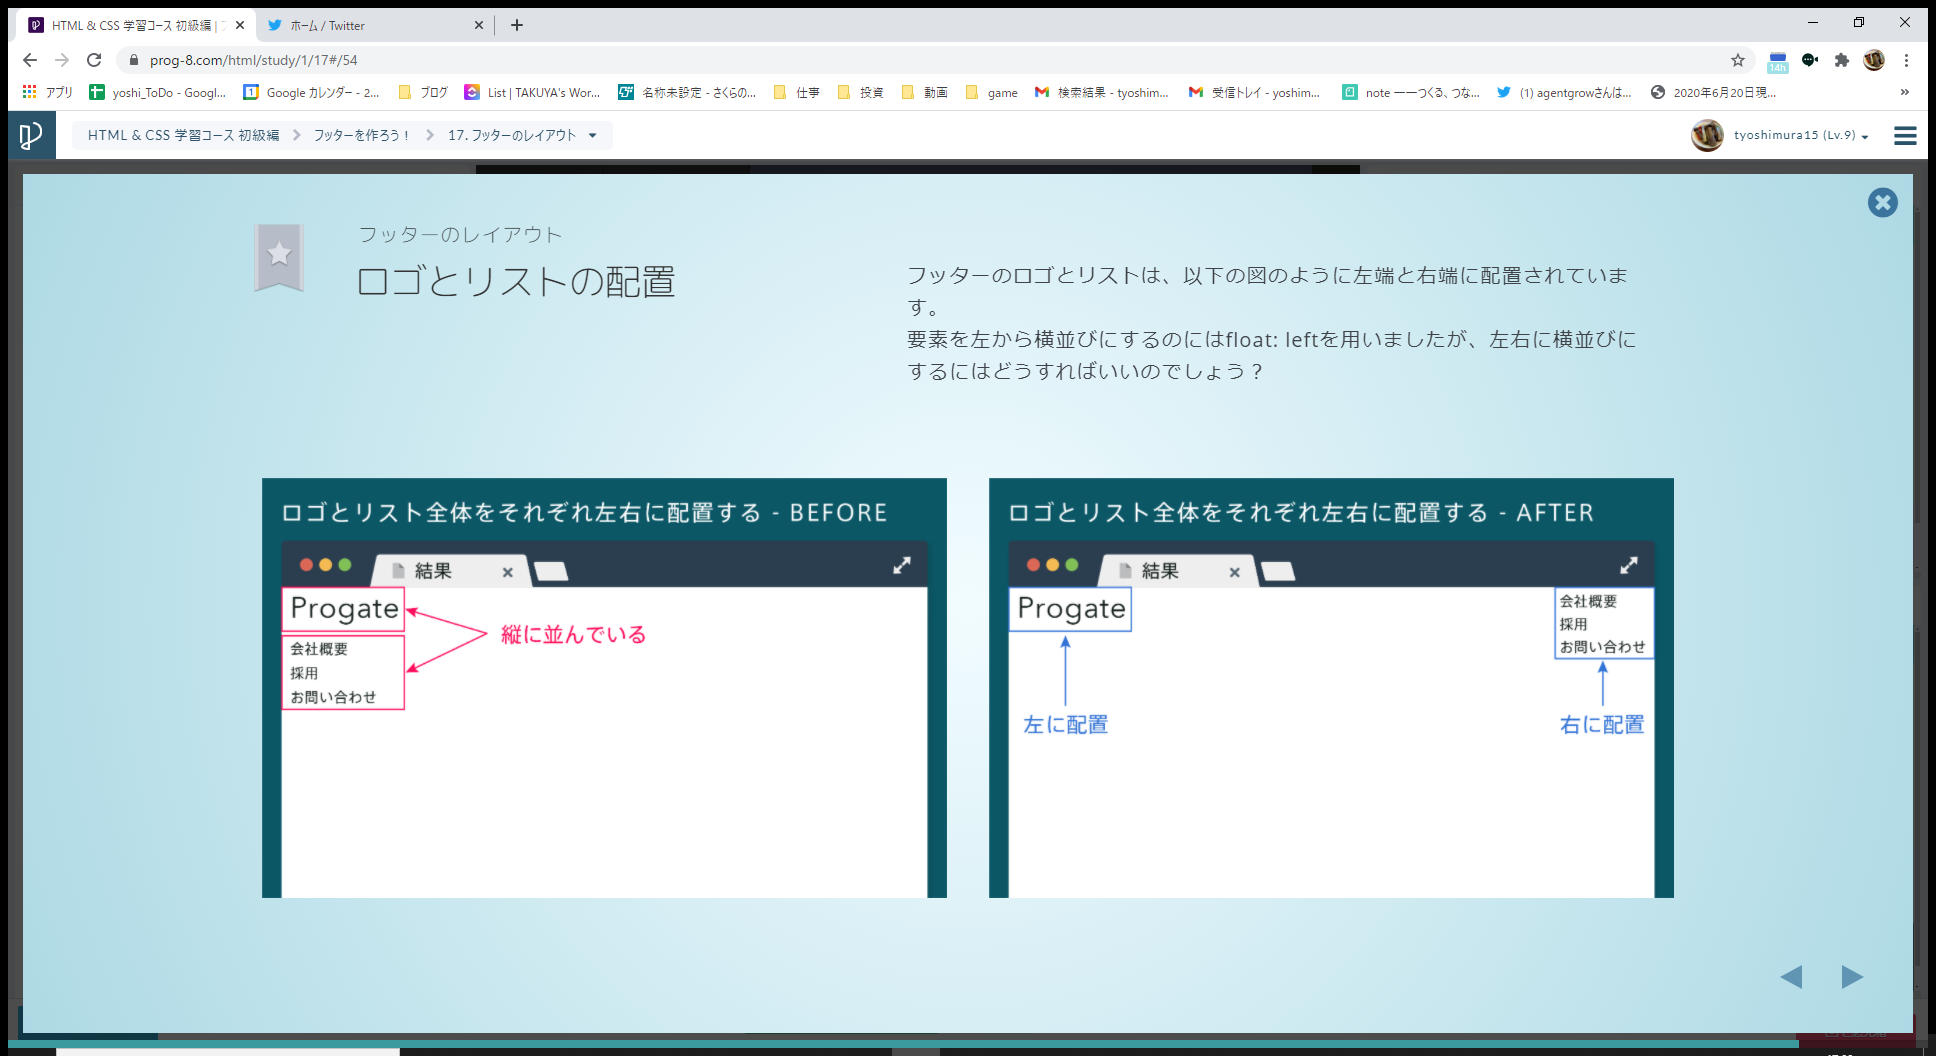 HTML & CSS 学習コース 初級編 |
ホーム / Twitter
prog-8.com/html/study/1/17#/54
14h
アプリ
yoshi_ToDo - Googl...
Google カレンダー - 2...
ブログ
List | TAKUYA's Wor...
名称未設定 - さくらの...
仕事
投資
動画
game
検索結果 - tyoshim...
受信トレイ - yoshim...
note ーーつくる、つな...
(1) agentgrowさんは...
2020年6月20日現...
HTML & CSS 学習コース 初級編
フッターを作ろう！
17. フッターのレイアウト
tyoshimura15 (Lv.9)
フッターのレイアウト
ロゴとリストの配置
フッターのロゴとリストは、以下の図のように左端と右端に配置されていま
す。
要素を左から横並びにするのにはfloat: leftを用いましたが、左右に横並びに
するにはどうすればいいのでしょう？
ロゴとリスト全体をそれぞれ左右に配置する - BEFORE
結果
Progate
縦に並んでいる
会社概要
採用
お問い合わせ
ロゴとリスト全体をそれぞれ左右に配置する - AFTER
結果
Progate
会社概要
採用
お問い合わせ
左に配置
右に配置